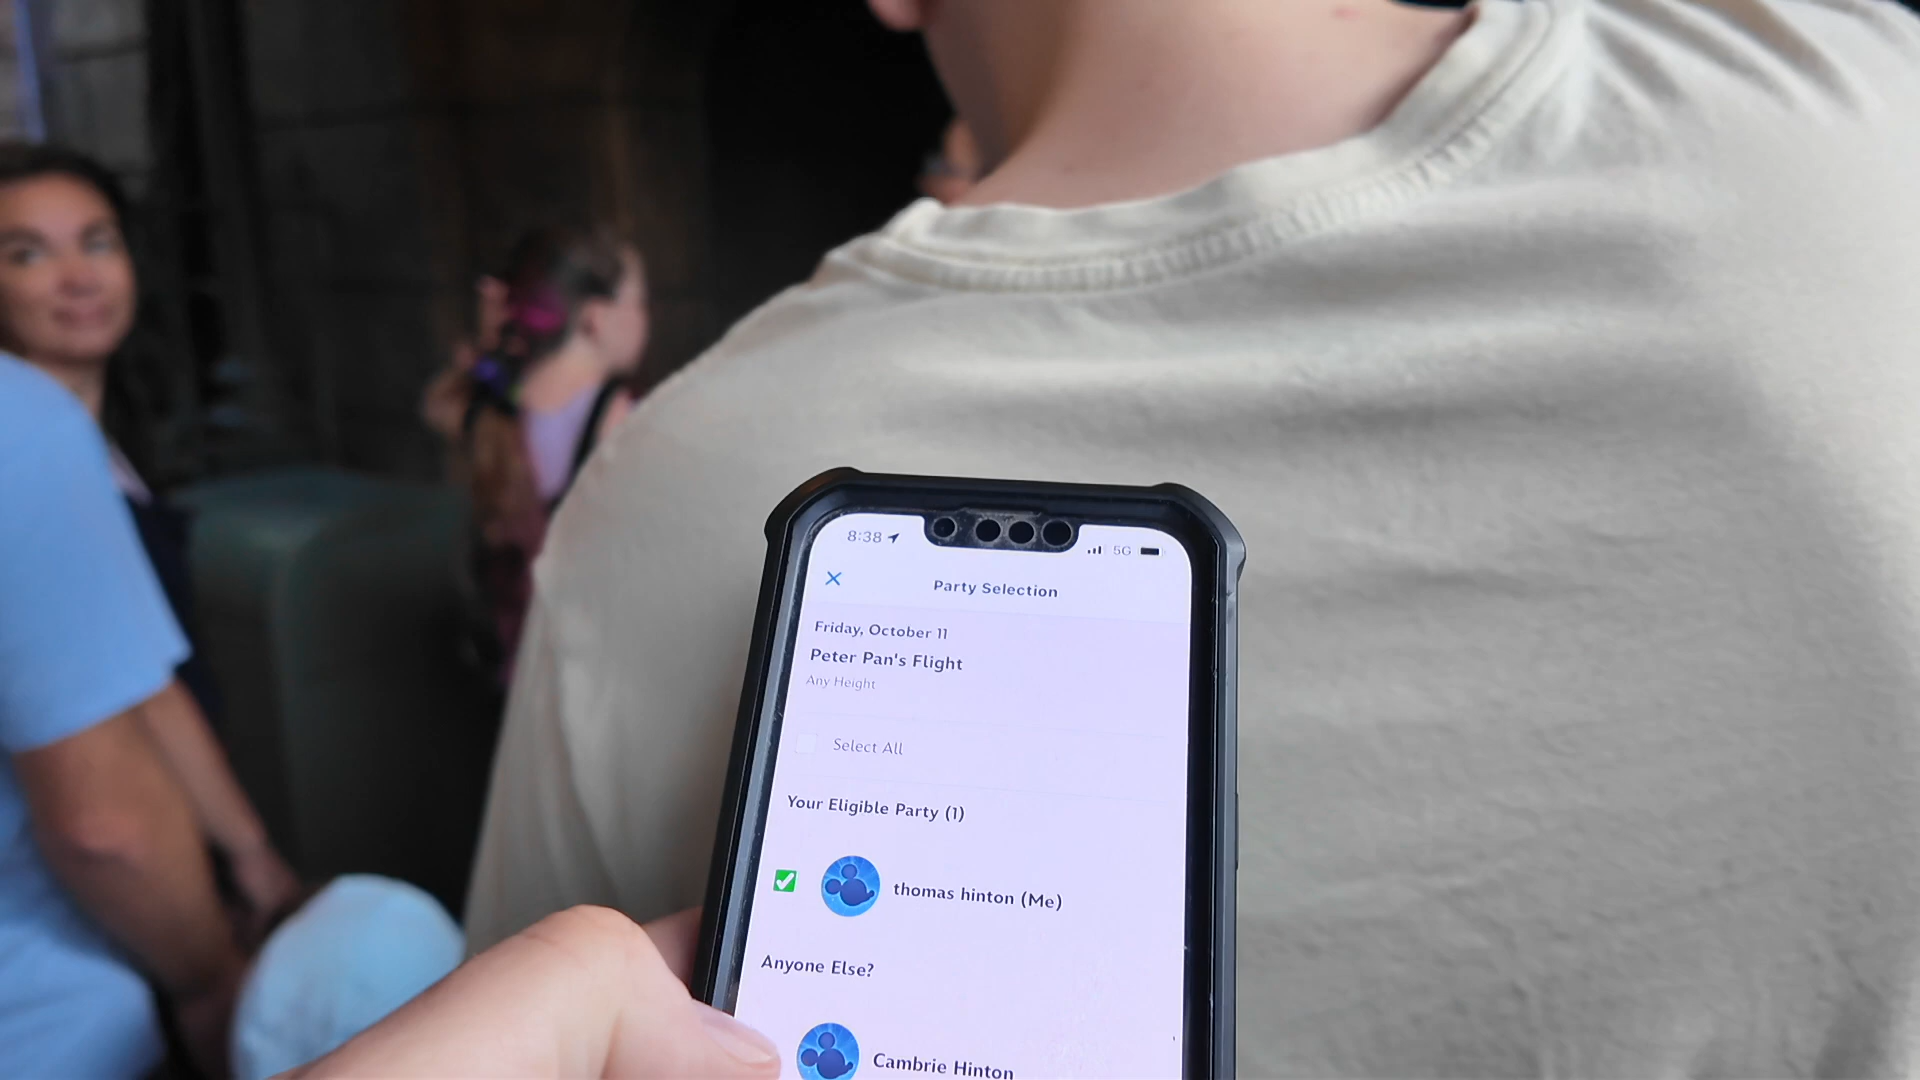 8:38
5G
Party Selection
Friday, October 11
Peter Pan's Flight
Any Height
Select All
Your Eligible Party (1)
thomas hinton (Me)
Anyone Else?
Cambrie Hinton